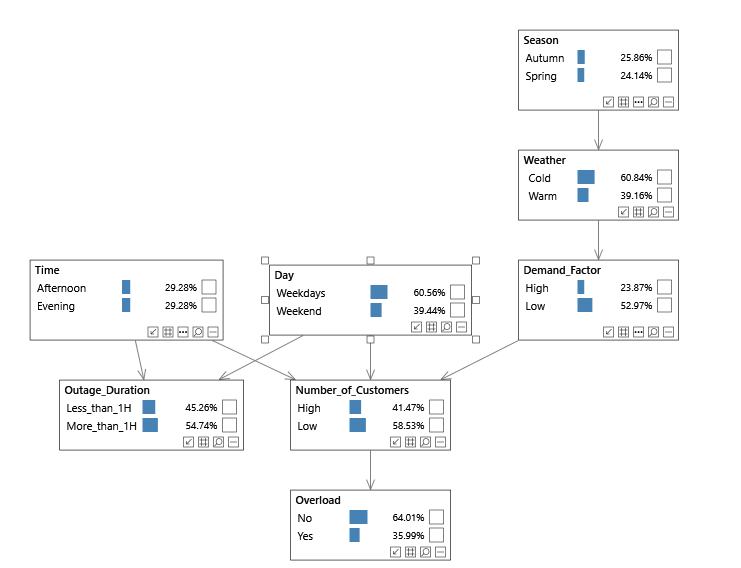 Season
Autumn 25.86%
Spring 24.14%
Weather
Cold 60.84%
Warm 39.16%
Time
Afternoon 29.28%
Evening 29.28%
Day
Weekdays 60.56%
Weekend 39.44%
Demand_Factor
High 23.87%
Low 52.97%
Outage_Duration
Less_than_1H 45.26%
More_than_1H 54.74%
Number_of_Customers
High 41.47%
Low 58.53%
Overload
No 64.01%
Yes 35.99%